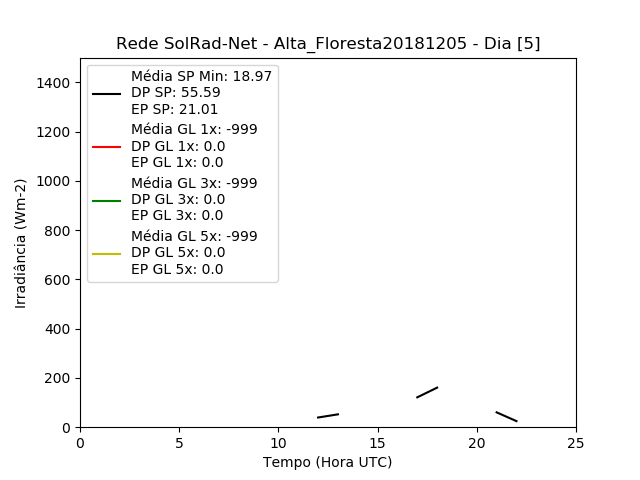 Rede SolRad-Net - Alta_Floresta20181205 - Dia [5]
Média SP Min: 18.97
DP SP: 55.59
EP SP: 21.01
Média GL 1x: -999
DP GL 1x: 0.0
EP GL 1x: 0.0
Média GL 3x: -999
DP GL 3x: 0.0
EP GL 3x: 0.0
Média GL 5x: -999
DP GL 5x: 0.0
EP GL 5x: 0.0
Irradiância (Wm-2)
1400
1200
1000
800
600
400
200
0
0 5 10 15 20 25
Tempo (Hora UTC)